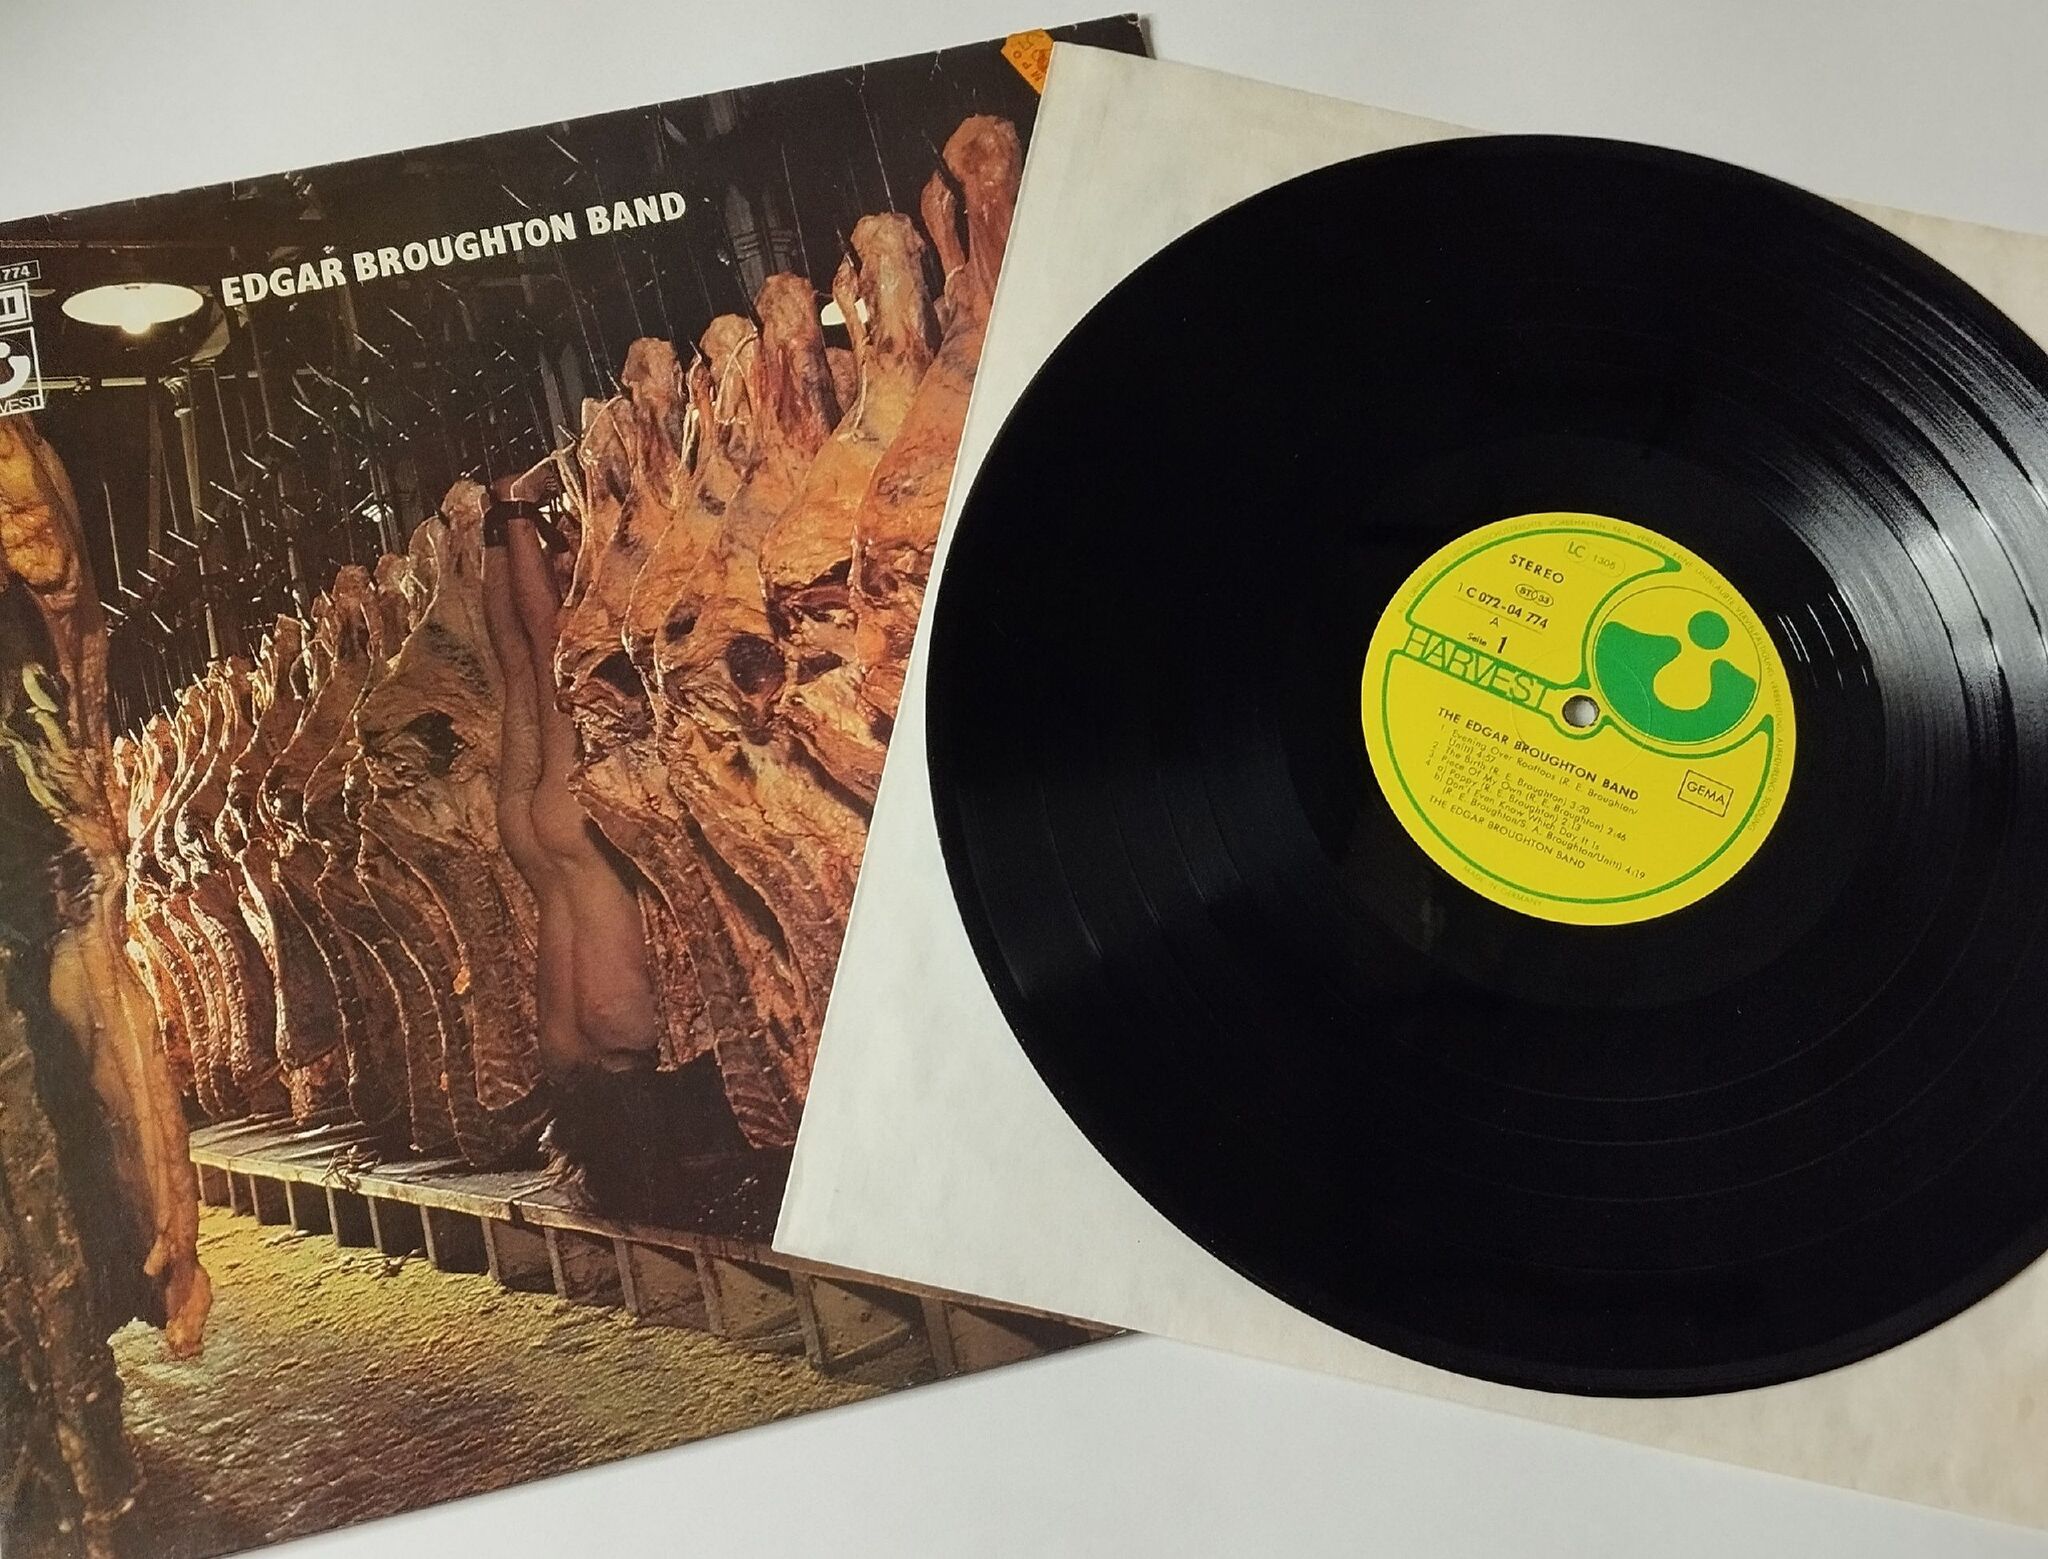 EDGAR BROUGHTON BAND
774
LC 1305
STEREO
ST 33
1 C 072-04 774
A
Seite 1
HARVEST
THE EDGAR BROUGHTON BAND
1. Evening Over Rooftops (R. E. Broughton/
Unitt) 4:57
2. The Birth (R. E. Broughton) 3:20
3. Piece Of My Own (R. E. Broughton) 2:46
4. a) Poppy (R. E. Broughton) 2:13
b) Don't Even Know Which Day It Is
(R. E. Broughton/S. A. Broughton/Unitt) 4:19
THE EDGAR BROUGHTON BAND
GEMA
MADE IN GERMANY